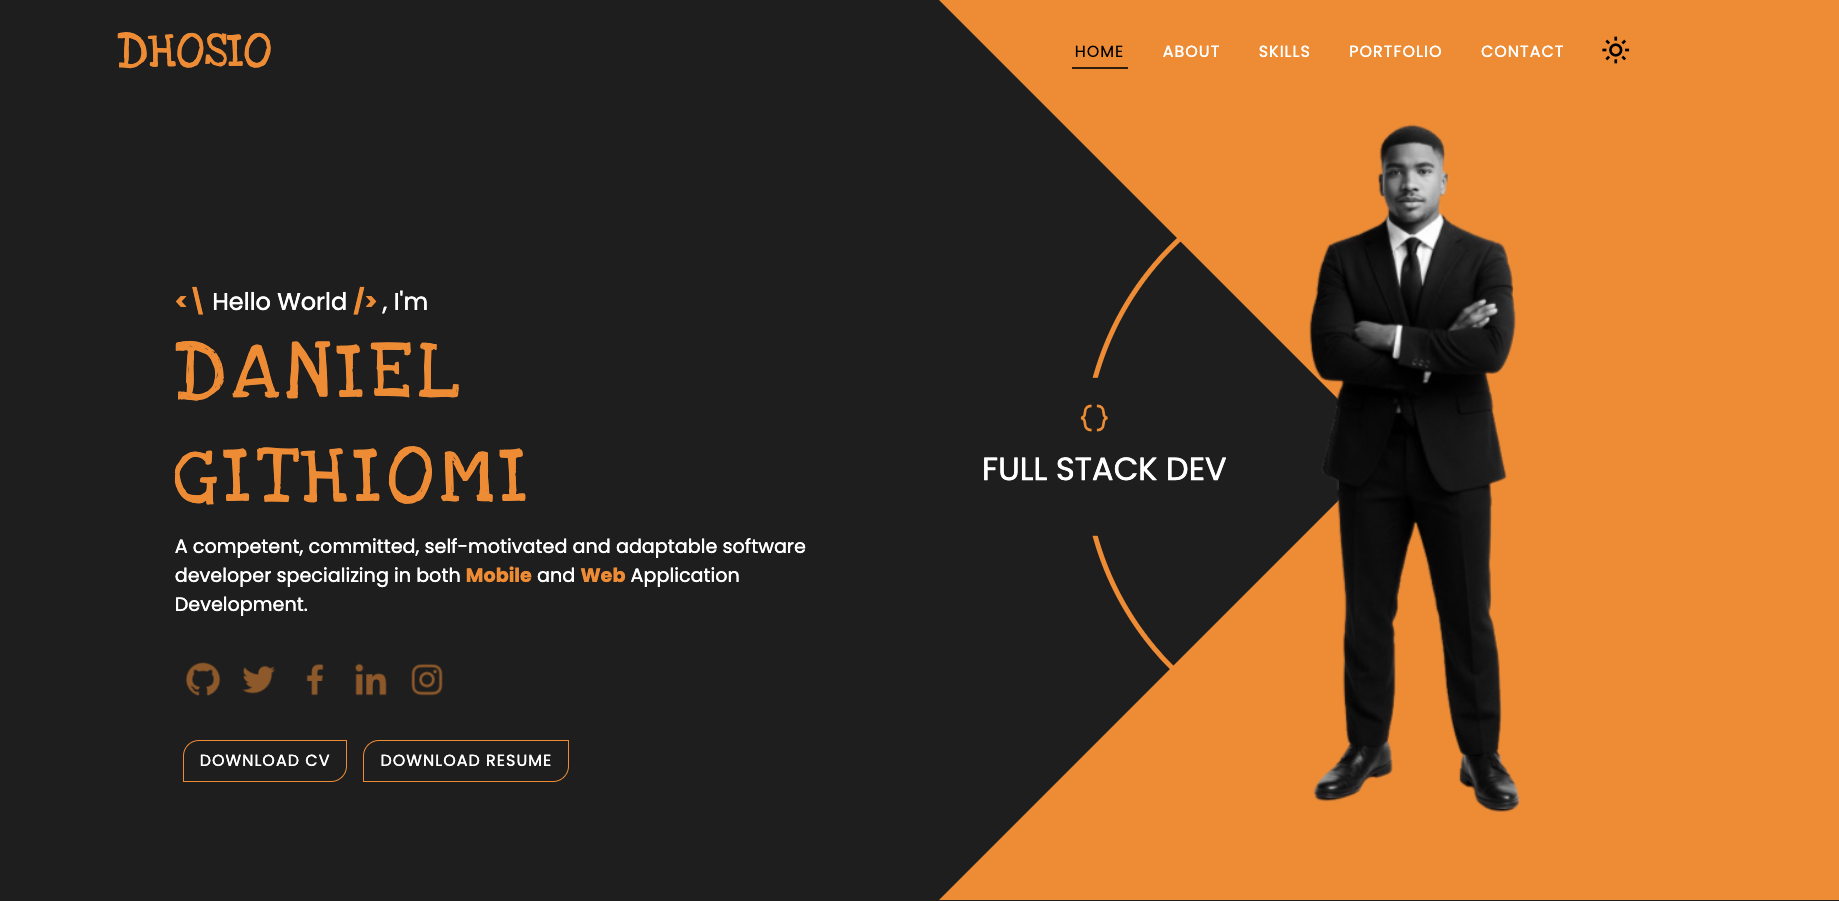 DHOSIO
HOME ABOUT SKILLS PORTFOLIO CONTACT
<\ Hello World /> , I'm
DANIEL
GITHIOMI
A competent, committed, self-motivated and adaptable software
developer specializing in both Mobile and Web Application
Development.
DOWNLOAD CV DOWNLOAD RESUME
{}
FULL STACK DEV